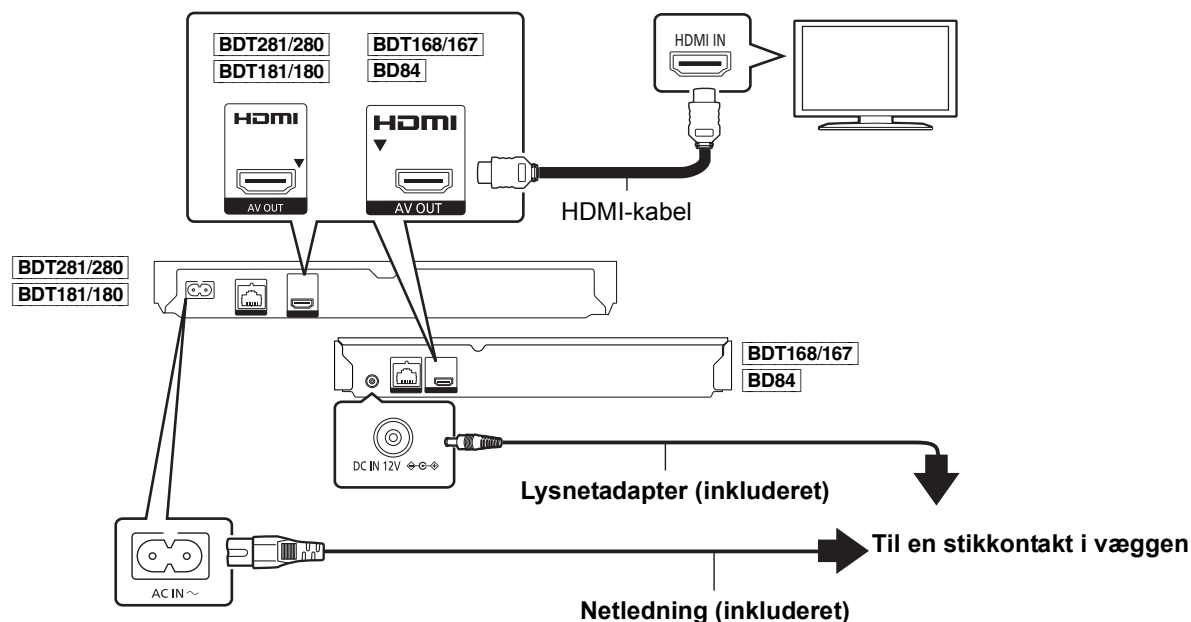 BDT281/280 BDT168/167
BDT181/180 BD84
HDMI HDMI
AV OUT AV OUT
HDMI IN
HDMI-kabel
BDT281/280
BDT181/180
BDT168/167
BD84
DC IN 12V
Lysnetadapter (inkluderet)
Til en stikkontakt i væggen
AC IN ~
Netledning (inkluderet)